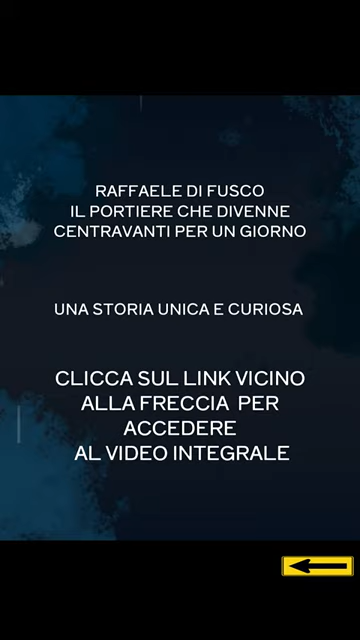 RAFFAELE DI FUSCO
IL PORTIERE CHE DIVENNE
CENTRAVANTI PER UN GIORNO
UNA STORIA UNICA E CURIOSA
CLICCA SUL LINK VICINO
ALLA FRECCIA PER
ACCEDERE
AL VIDEO INTEGRALE